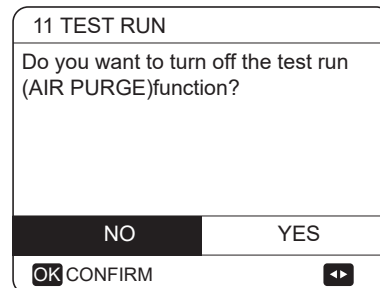 11 TEST RUN
Do you want to turn off the test run
(AIR PURGE)function?
NO YES
OK CONFIRM